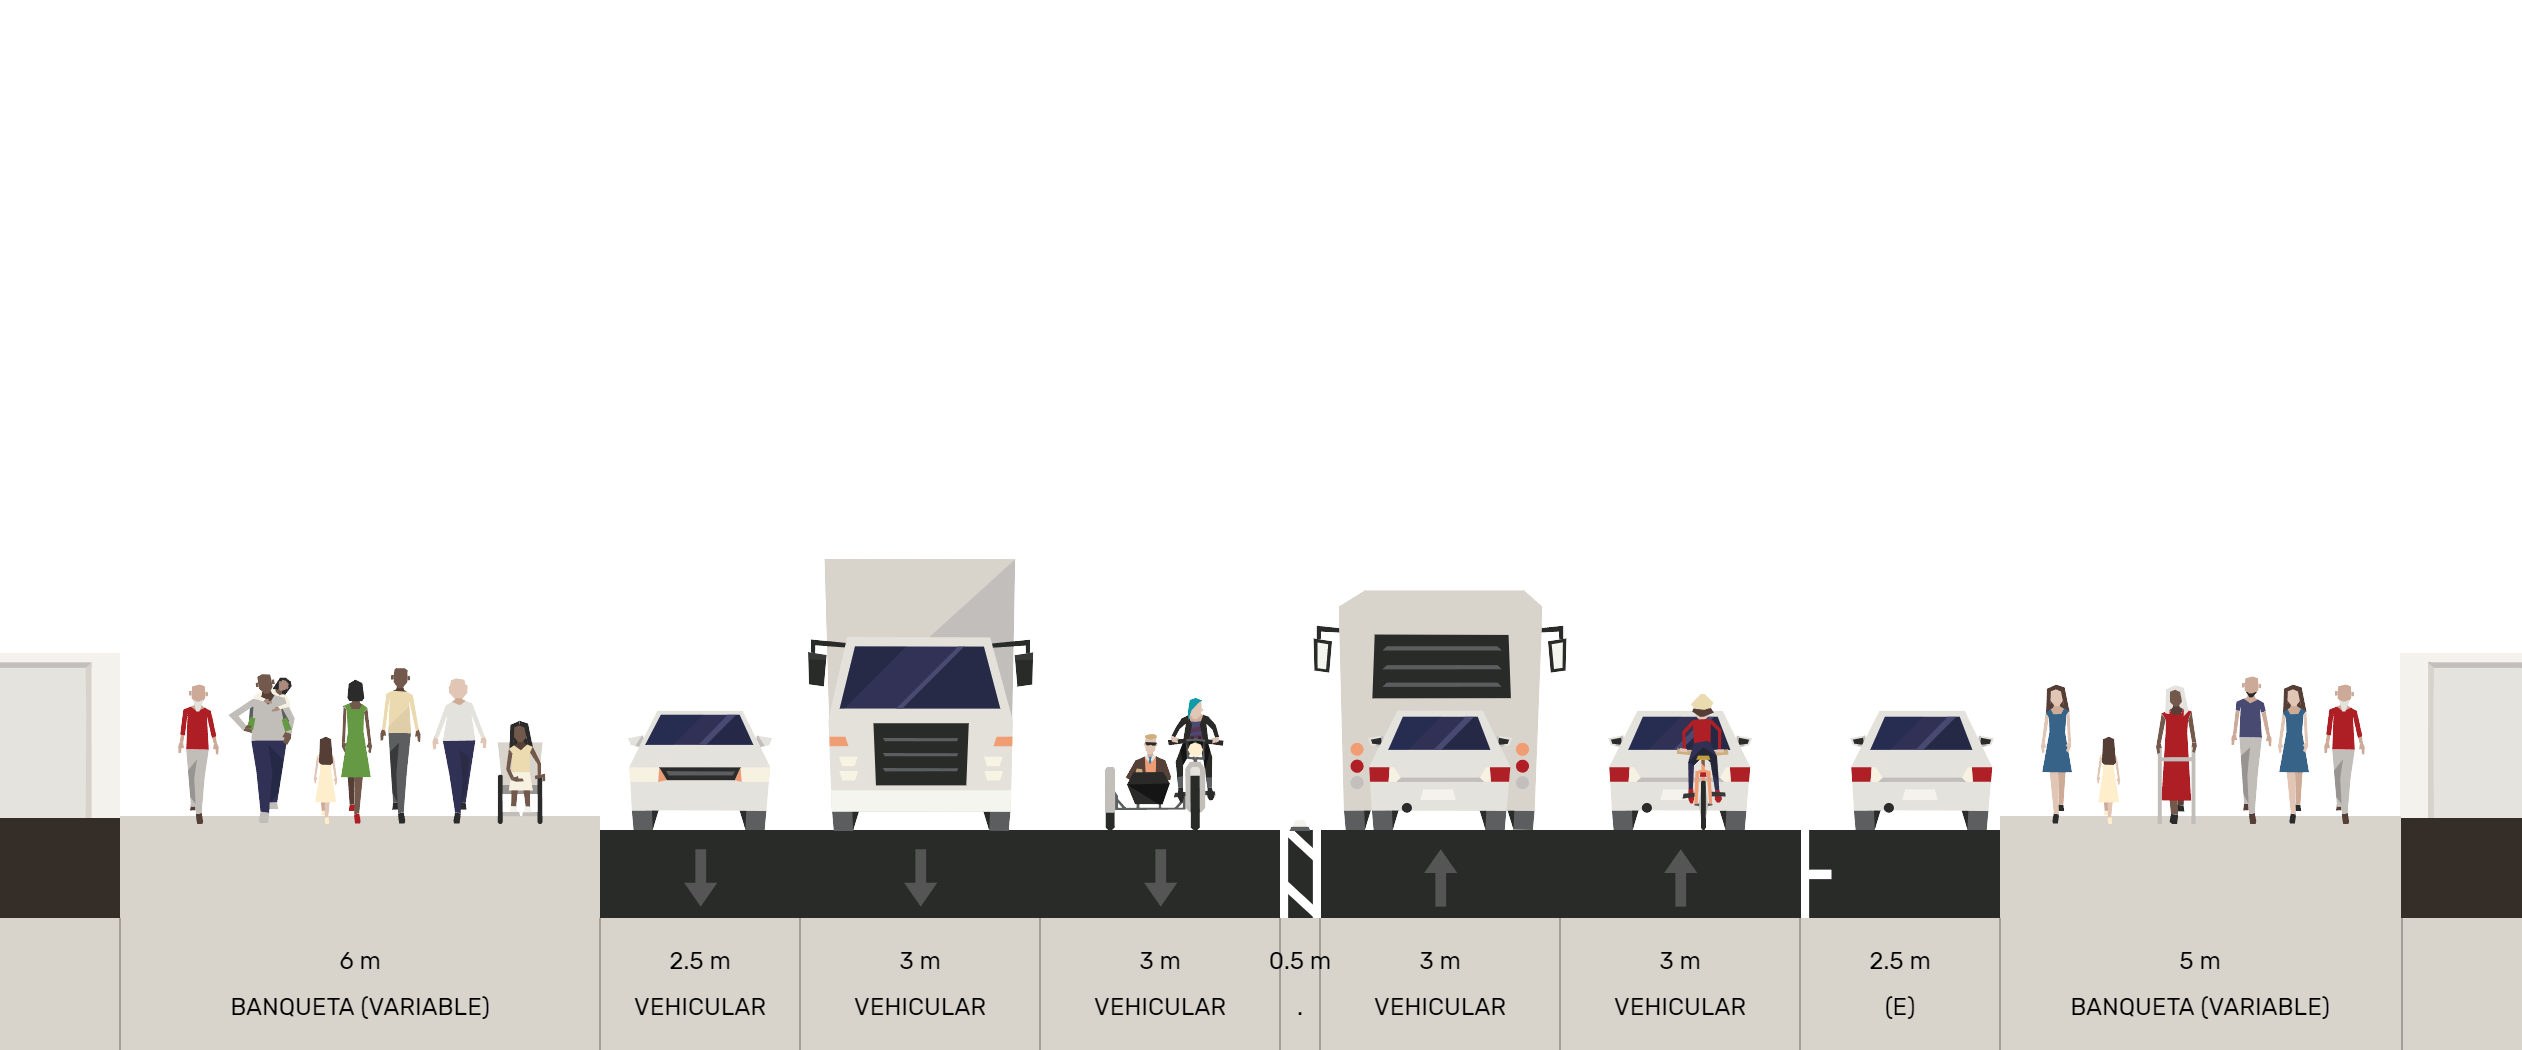 6 m
BANQUETA (VARIABLE)
2.5 m
VEHICULAR
3 m
VEHICULAR
3 m
VEHICULAR
0.5 m
.
3 m
VEHICULAR
3 m
VEHICULAR
2.5 m
(E)
5 m
BANQUETA (VARIABLE)